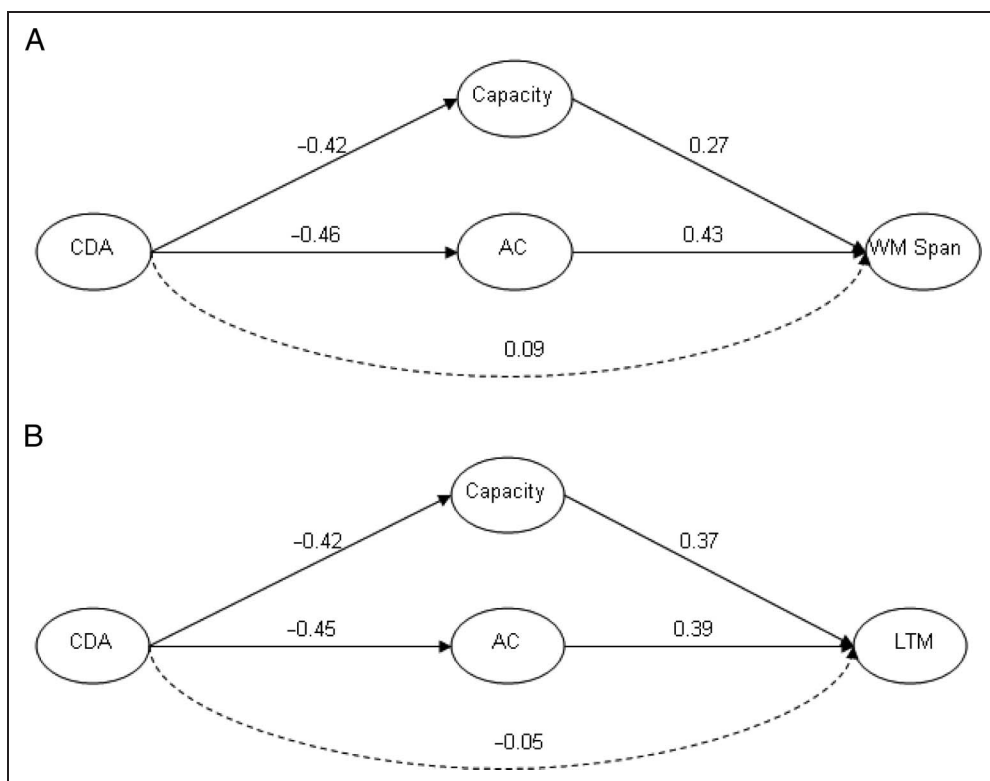 A
Capacity
−0.42
0.27
CDA
−0.46
AC
0.43
WM Span
0.09
B
Capacity
−0.42
0.37
CDA
−0.45
AC
0.39
LTM
−0.05